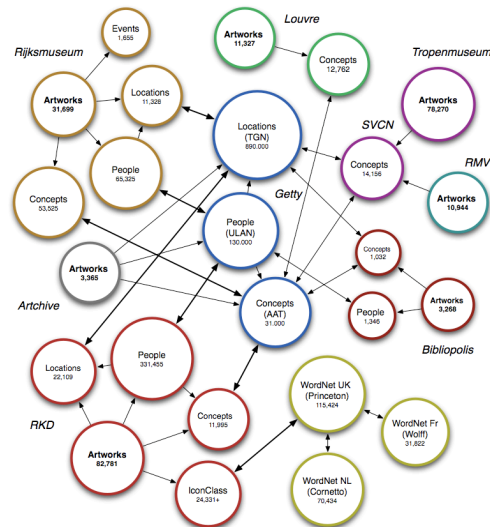 Events
1,655
Louvre
Rijksmuseum
Artworks
11,327
Tropenmuseum
Concepts
12,762
Locations
11,328
Artworks
31,699
SVCN
Artworks
78,270
Locations
(TGN)
890.000
People
65,325
Concepts
14,156
RMV
Getty
Concepts
53,525
Artworks
10,944
People
(ULAN)
130.000
Concepts
1,032
Artworks
3,365
Artchive
Concepts
(AAT)
31.000
People
1,346
Artworks
3,268
Bibliopolis
Locations
22,109
People
331,455
WordNet UK
(Princeton)
115,424
RKD
Concepts
11,995
WordNet Fr
(Wolff)
31,822
Artworks
82,781
IconClass
24,331+
WordNet NL
(Cornetto)
70,434